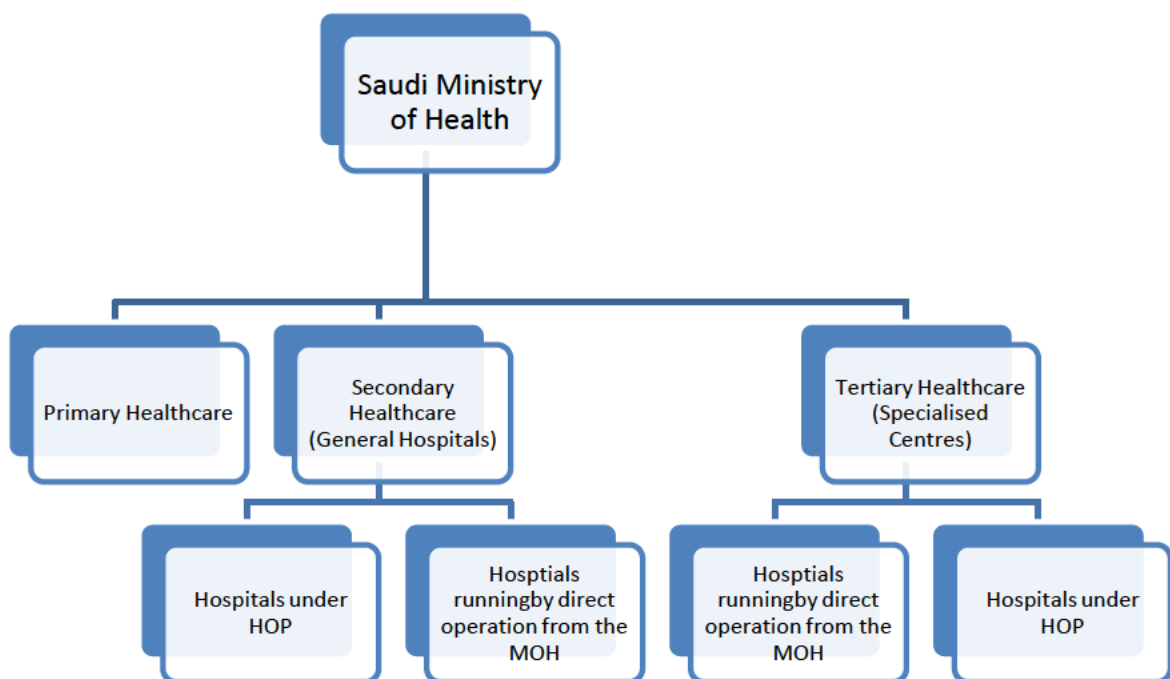 Saudi Ministry
of Health
Primary Healthcare
Secondary
Healthcare
(General Hospitals)
Tertiary Healthcare
(Specialised
Centres)
Hospitals under
HOP
Hosptials
runningby direct
operation from the
MOH
Hosptials
runningby direct
operation from the
MOH
Hospitals under
HOP